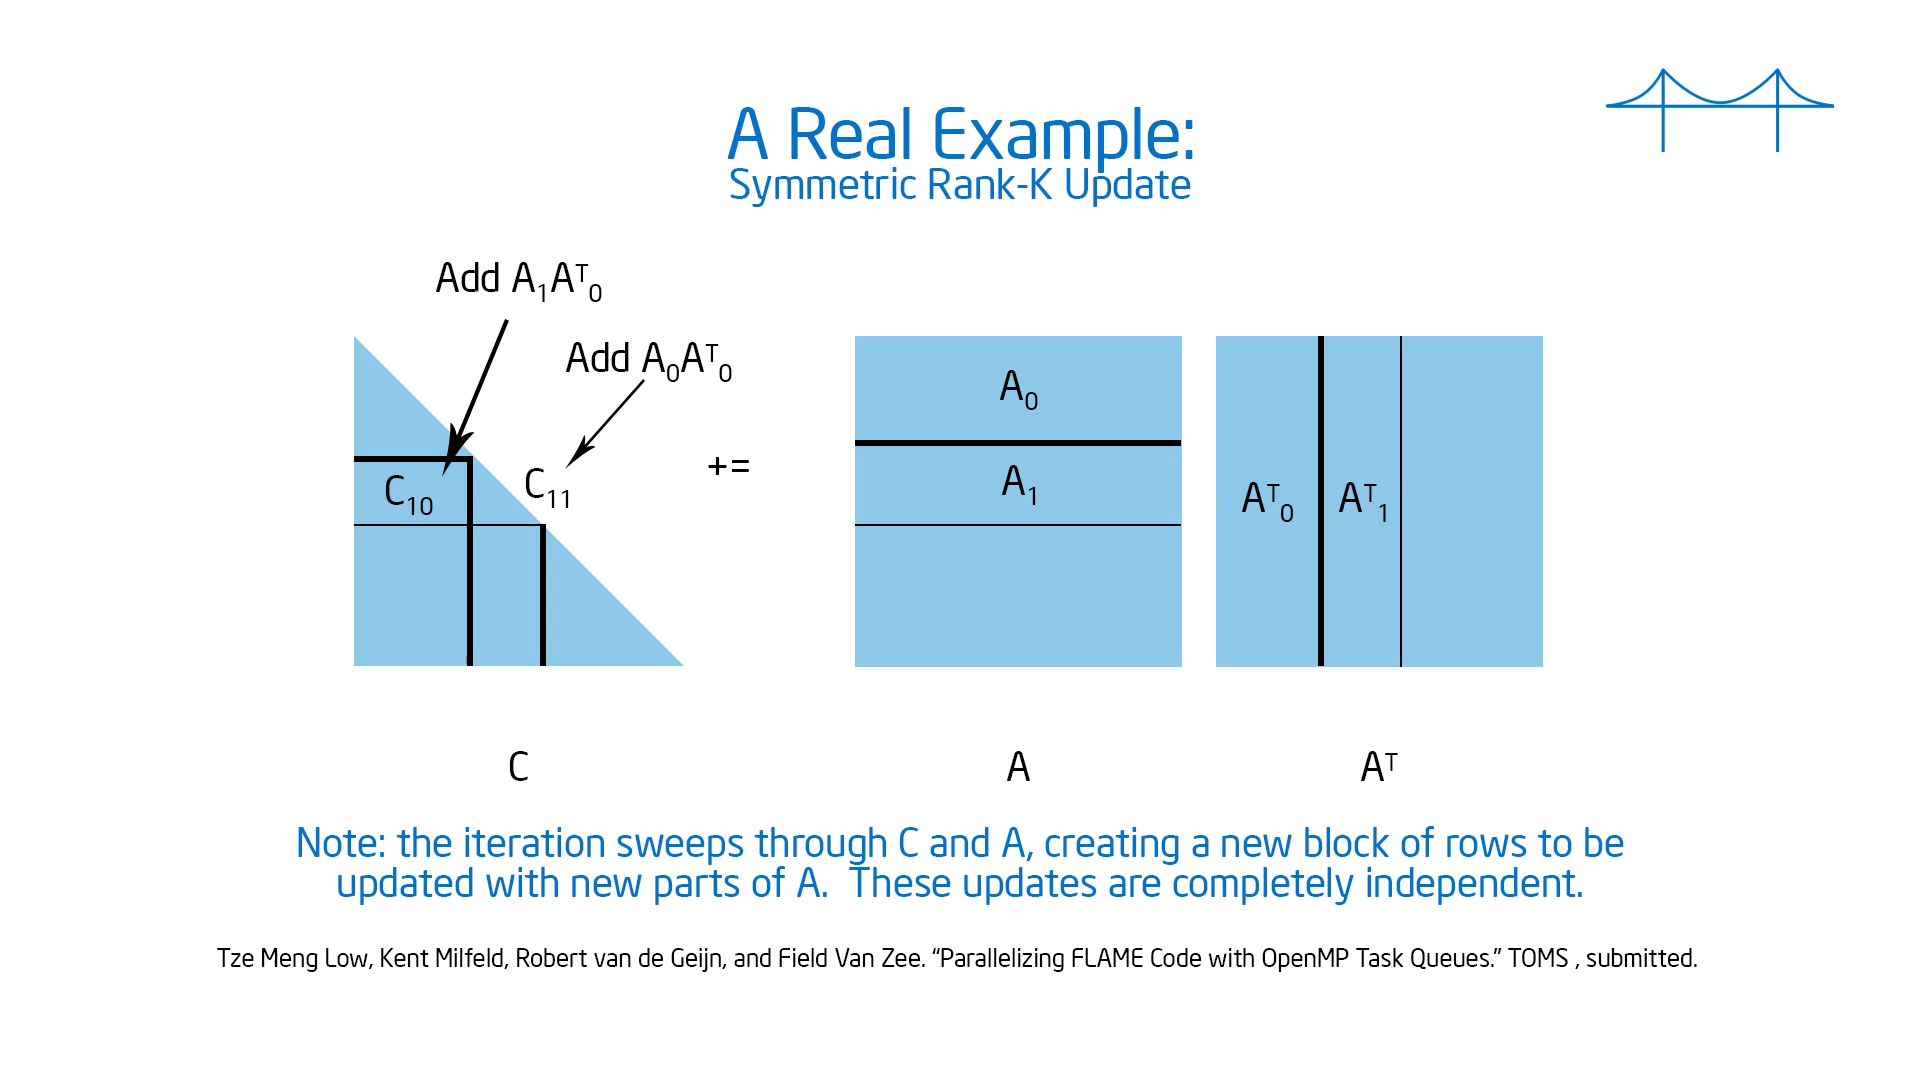 A Real Example:
Symmetric Rank-K Update
Add A₁Aᵀ₀
Add A₀Aᵀ₀
C₁₀
C₁₁
+=
A₀
A₁
Aᵀ₀
Aᵀ₁
C
A
Aᵀ
Note: the iteration sweeps through C and A, creating a new block of rows to be
updated with new parts of A. These updates are completely independent.
Tze Meng Low, Kent Milfeld, Robert van de Geijn, and Field Van Zee. “Parallelizing FLAME Code with OpenMP Task Queues.” TOMS , submitted.